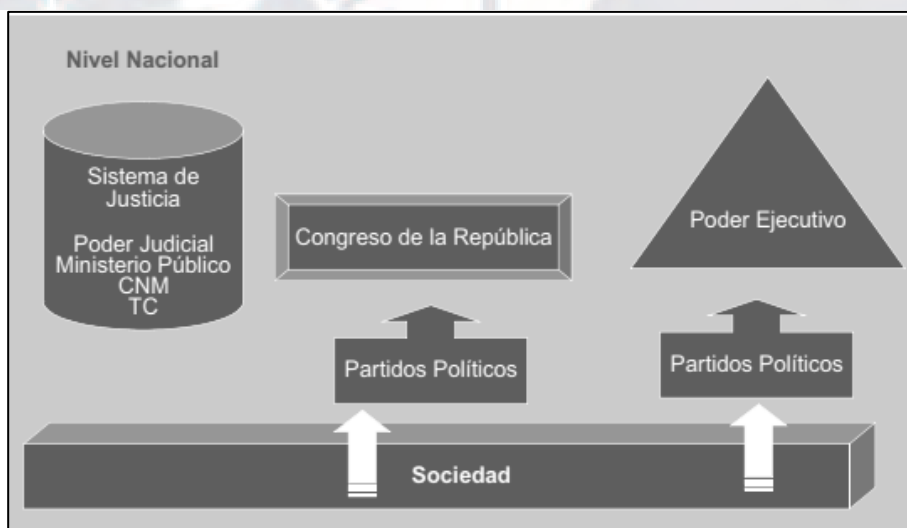 Nivel Nacional
Sistema de
Justicia
Poder Judicial
Ministerio Público
CNM
TC
Congreso de la República
Poder Ejecutivo
Partidos Políticos
Partidos Políticos
Sociedad